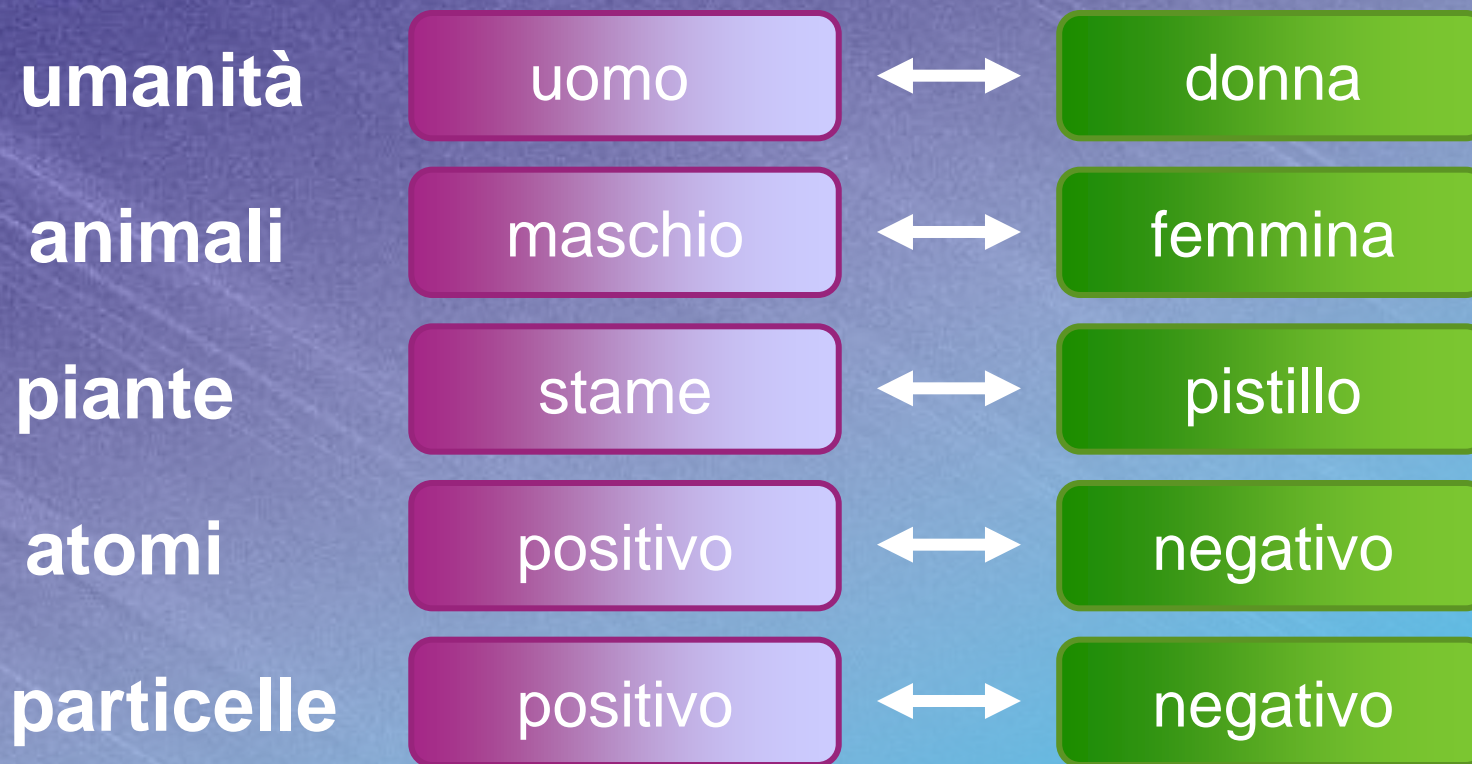 umanità uomo donna
animali maschio femmina
piante stame pistillo
atomi positivo negativo
particelle positivo negativo